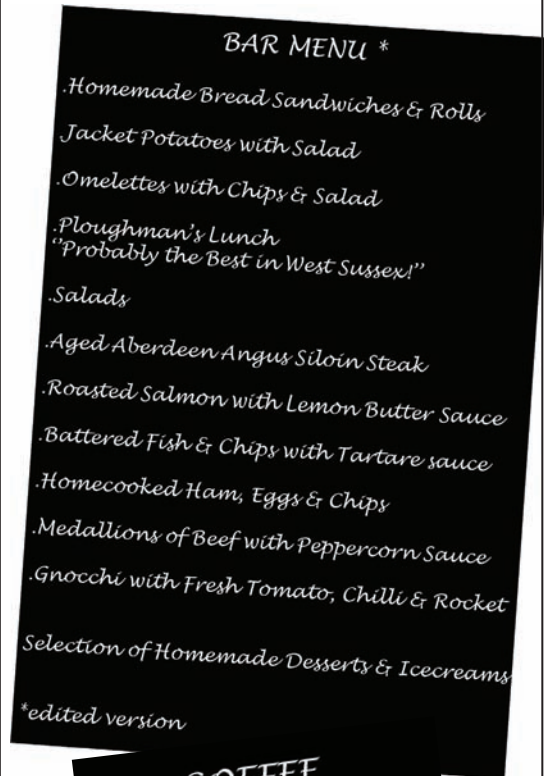 BAR MENU *
.Homemade Bread Sandwiches & Rolls
.Jacket Potatoes with Salad
.Omelettes with Chips & Salad
.Ploughman's Lunch
"Probably the Best in West Sussex!"
.Salads
.Aged Aberdeen Angus Siloin Steak
.Roasted Salmon with Lemon Butter Sauce
.Battered Fish & Chips with Tartare sauce
.Homecooked Ham, Eggs & Chips
.Medallions of Beef with Peppercorn Sauce
.Gnocchi with Fresh Tomato, Chilli & Rocket
Selection of Homemade Desserts & Icecreams
*edited version
COFFEE